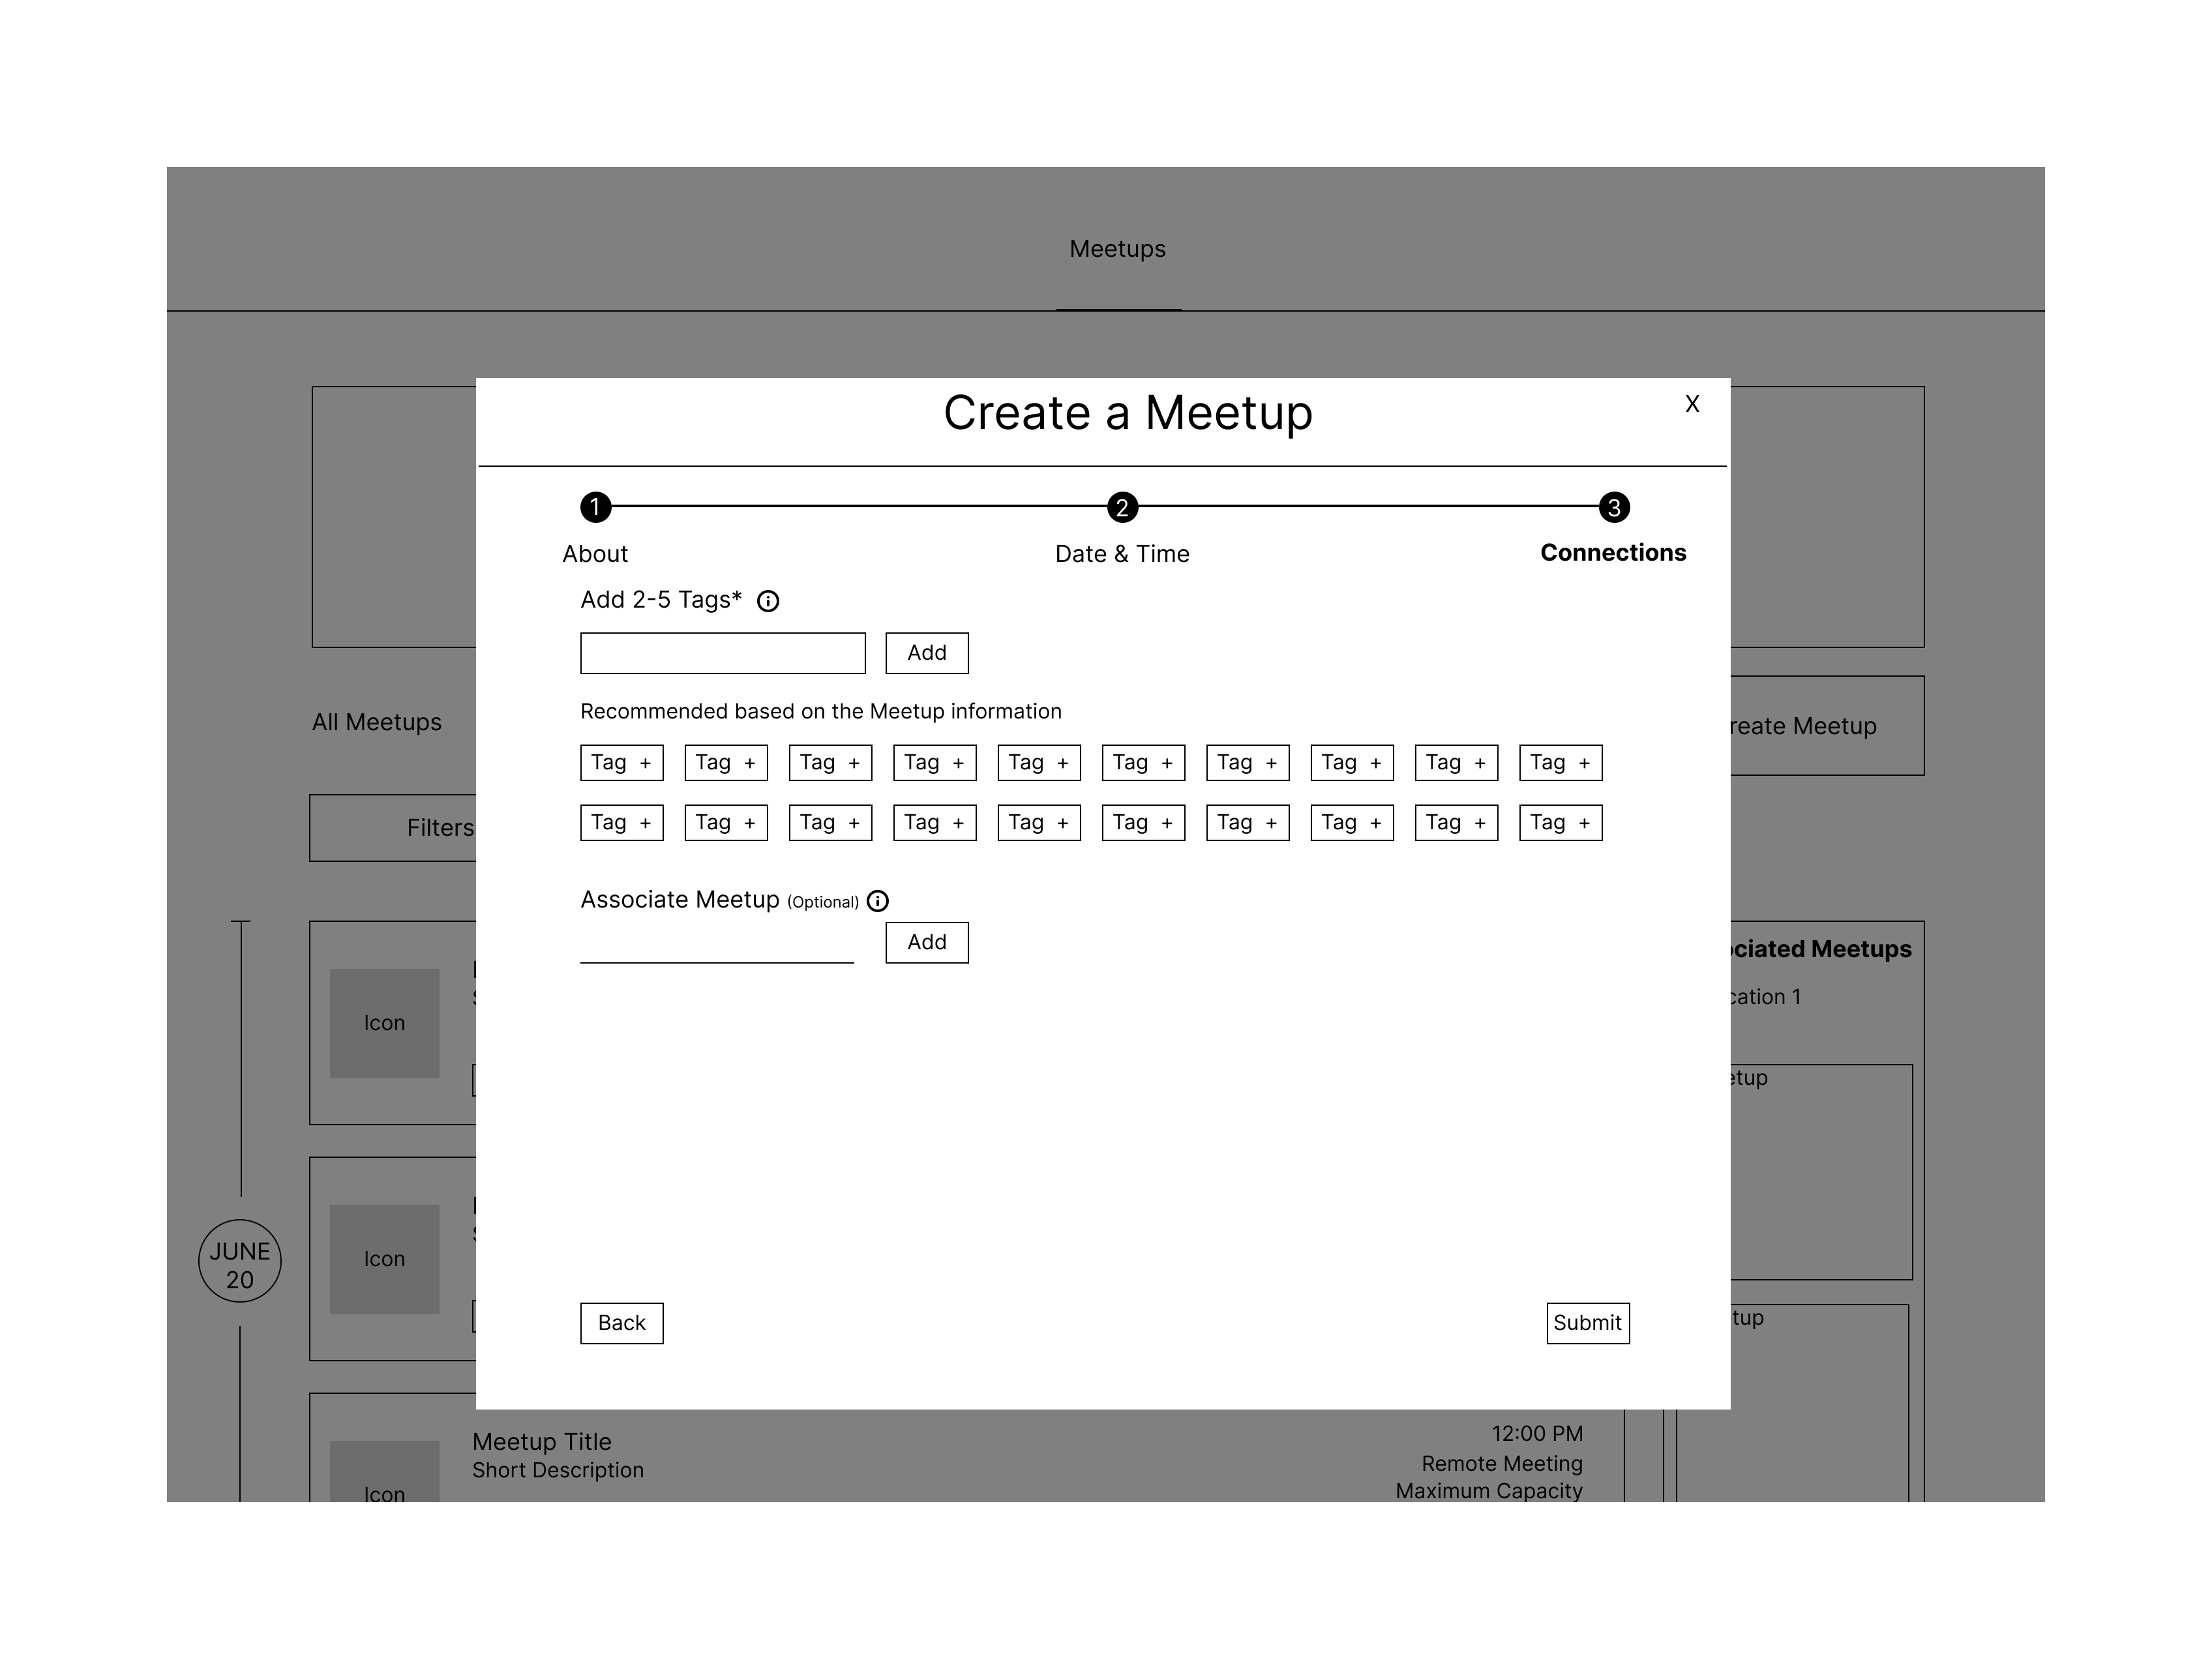 Meetups
Create a Meetup
X
1
2
3
About
Date & Time
Connections
Add 2-5 Tags*
Add
Recommended based on the Meetup information
Tag + Tag + Tag + Tag + Tag + Tag + Tag + Tag + Tag + Tag +
Tag + Tag + Tag + Tag + Tag + Tag + Tag + Tag + Tag + Tag +
Associate Meetup (Optional)
Add
Back
Submit
All Meetups
reate Meetup
Filters
ciated Meetups
cation 1
etup
tup
Icon
Icon
JUNE
20
Icon
Meetup Title
Short Description
12:00 PM
Remote Meeting
Maximum Capacity